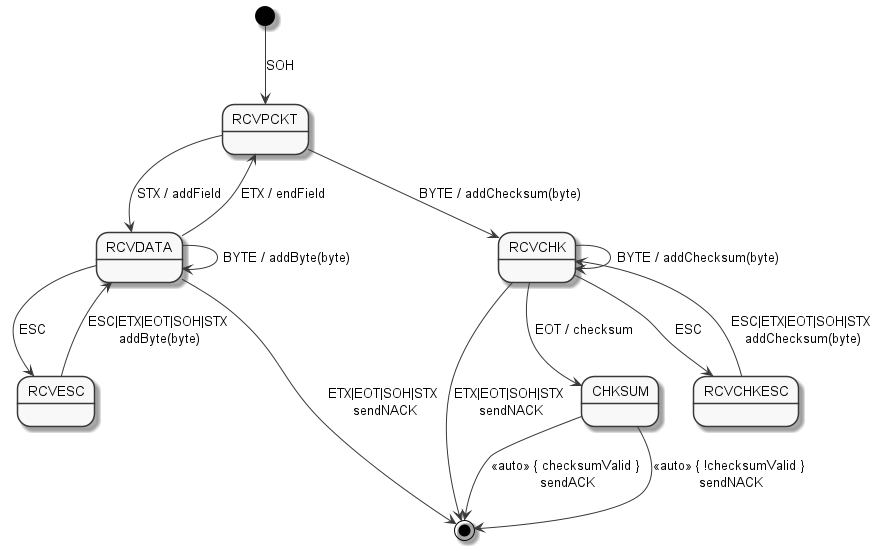 SOH
RCVPCKT
STX / addField
ETX / endField
BYTE / addChecksum(byte)
RCVDATA
BYTE / addByte(byte)
RCVCHK
BYTE / addChecksum(byte)
ESC
ESC|ETX|EOT|SOH|STX
addByte(byte)
EOT / checksum
ESC
ESC|ETX|EOT|SOH|STX
addChecksum(byte)
RCVESC
ETX|EOT|SOH|STX
sendNACK
ETX|EOT|SOH|STX
sendNACK
CHKSUM
RCVCHKESC
«auto» { checksumValid }
sendACK
«auto» { !checksumValid }
sendNACK